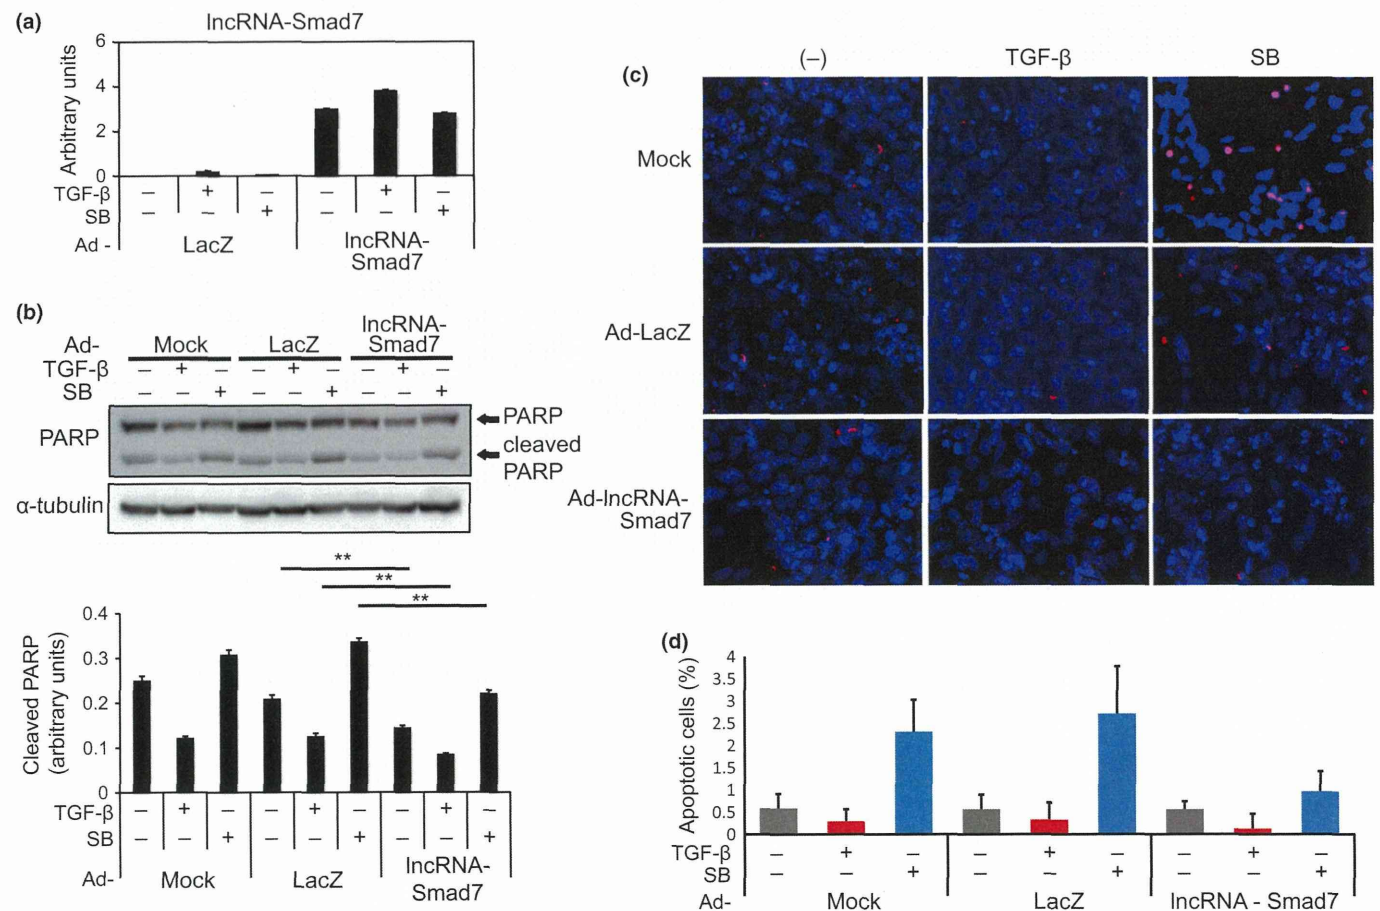 (a)
lncRNA-Smad7
Arbitrary units
6
4
2
0
TGF-β – + – – + –
SB – – + – – +
Ad - LacZ lncRNA-
Smad7
(b)
Ad- Mock LacZ lncRNA-
Smad7
TGF-β – + – – + – – + –
SB – – + – – + – – +
PARP
PARP
cleaved
PARP
α-tubulin
**
**
**
Cleaved PARP
(arbitrary units)
0.4
0.3
0.2
0.1
0
TGF-β – + – – + – – + –
SB – – + – – + – – +
Ad- Mock LacZ lncRNA-
Smad7
(c)
(–) TGF-β SB
Mock
Ad-LacZ
Ad-lncRNA-
Smad7
(d)
Apoptotic cells (%)
4
3.5
3
2.5
2
1.5
1
0.5
0
TGF-β – + – – + – – + –
SB – – + – – + – – +
Ad- Mock LacZ lncRNA - Smad7